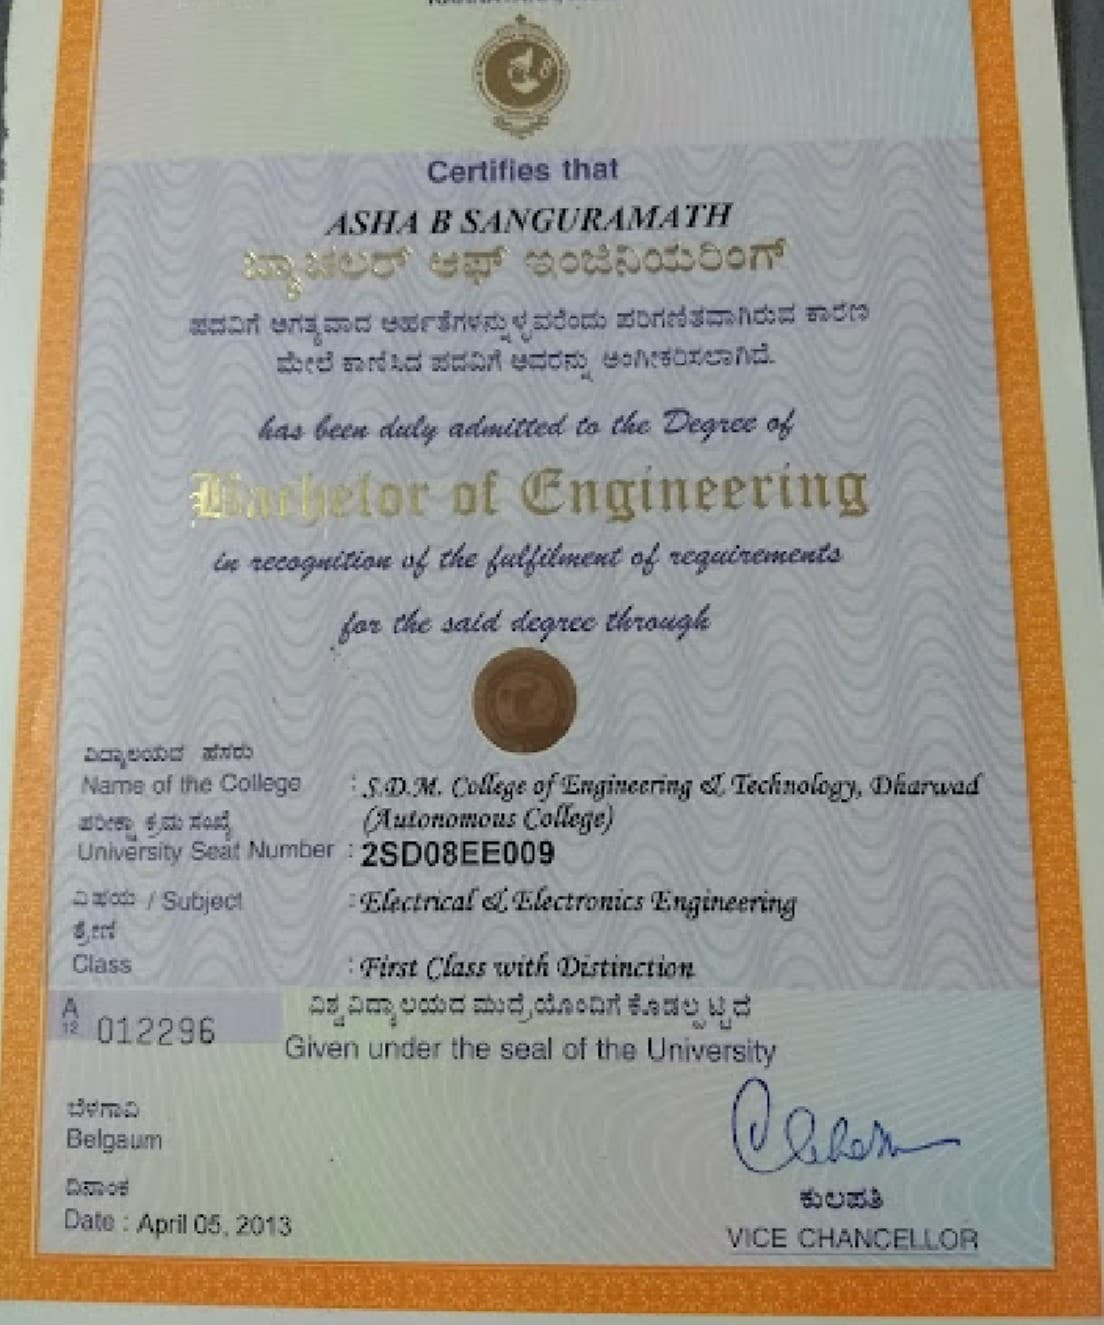 Certifies that
ASHA B SANGURAMATH
ಬ್ಯಾಚಲರ್ ಆಫ್ ಇಂಜಿನಿಯರಿಂಗ್
ಪದವಿಗೆ ಅಗತ್ಯವಾದ ಅರ್ಹತೆಗಳನ್ನುಳ್ಳವರೆಂದು ಪರಿಗಣಿತವಾಗಿರುವ ಕಾರಣ
ಮೇಲೆ ಕಾಣಿಸಿದ ಪದವಿಗೆ ಅವರನ್ನು ಅಂಗೀಕರಿಸಲಾಗಿದೆ.
has been duly admitted to the Degree of
Bachelor of Engineering
in recognition of the fulfilment of requirements
for the said degree through
ವಿದ್ಯಾಲಯದ ಹೆಸರು
Name of the College : S.D.M. College of Engineering & Technology, Dharwad
(Autonomous College)
ಪರೀಕ್ಷಾ ಕ್ರಮ ಸಂಖ್ಯೆ
University Seat Number : 2SD08EE009
ವಿಷಯ / Subject : Electrical & Electronics Engineering
ಶ್ರೇಣಿ
Class : First Class with Distinction
A
12 012296
ವಿಶ್ವವಿದ್ಯಾಲಯದ ಮುದ್ರೆಯೊಂದಿಗೆ ಕೊಡಲ್ಪಟ್ಟಿದೆ
Given under the seal of the University
ಬೆಳಗಾವಿ
Belgaum
ದಿನಾಂಕ
Date : April 05, 2013
ಕುಲಪತಿ
VICE CHANCELLOR